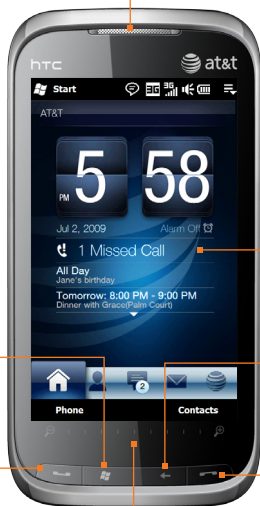 htc
at&t
Start
3G
3G
AT&T
PM
5
58
Jul 2, 2009
Alarm Off
1 Missed Call
All Day
Jane's birthday
Tomorrow: 8:00 PM - 9:00 PM
Dinner with Grace(Palm Court)
2
Phone
Contacts